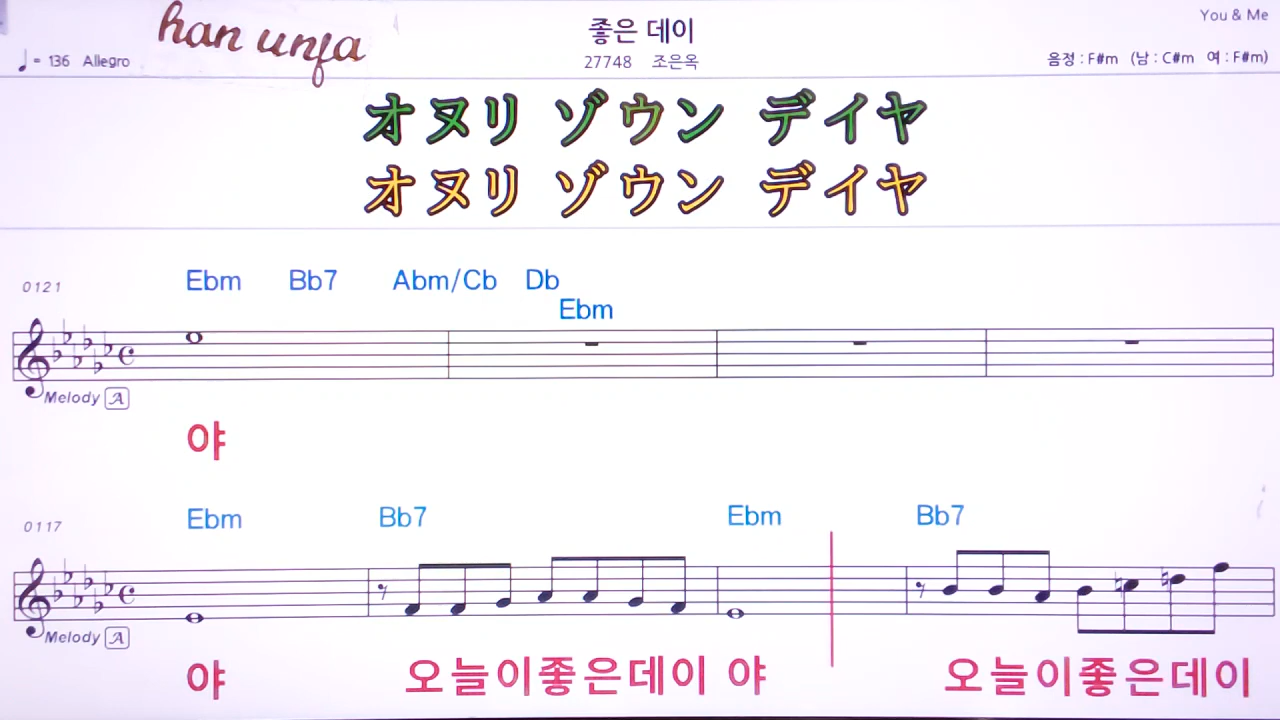 You & Me
han unfa
좋은 데이
♩= 136 Allegro
27748 조은옥
음정 : F#m (남 : C#m 여 : F#m)
オヌリ ゾウン デイヤ
オヌリ ゾウン デイヤ
0121
Ebm Bb7 Abm/Cb Db
Ebm
Melody A
야
0117
Ebm Bb7 Ebm Bb7
Melody A
야 오늘이좋은데이 야 오늘이좋은데이